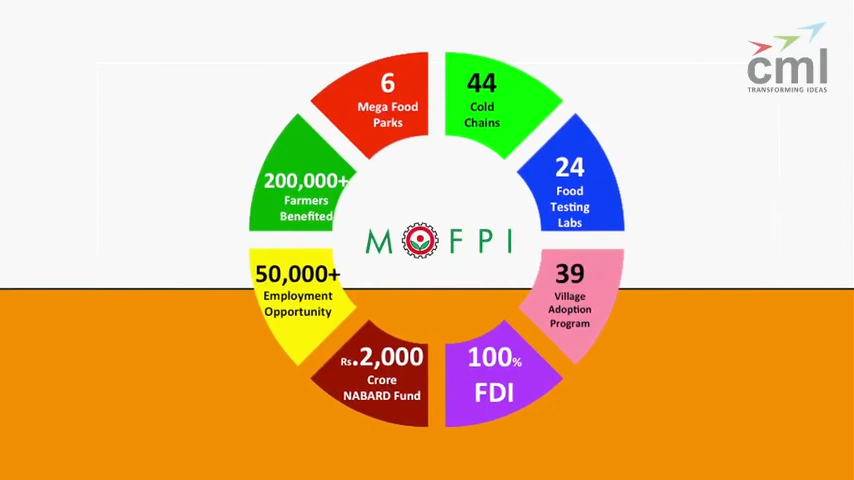 cml
TRANSFORMING IDEAS
6
Mega Food
Parks
44
Cold
Chains
24
Food
Testing
Labs
39
Village
Adoption
Program
100%
FDI
Rs.2,000
Crore
NABARD Fund
50,000+
Employment
Opportunity
200,000+
Farmers
Benefited
MOFPI